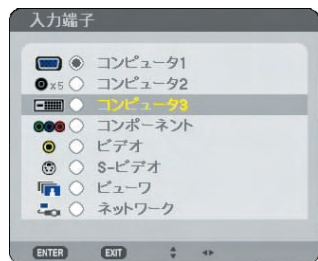 入力端子
コンピュータ1
x5 コンピュータ2
コンピュータ3
コンポーネント
ビデオ
S-ビデオ
ビューワ
ネットワーク
ENTER EXIT